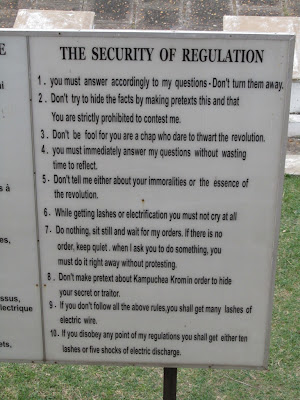 THE SECURITY OF REGULATION
1. you must answer accordingly to my questions - Don't turn them away.
2. Don't try to hide the facts by making pretexts this and that
You are strictly prohibited to contest me.
3. Don't be fool for you are a chap who dare to thwart the revolution.
4. you must immediately answer my questions without wasting
time to reflect.
5. Don't tell me either about your immoralities or the essence of
the revolution.
6. While getting lashes or electrification you must not cry at all
7. Do nothing, sit still and wait for my orders. If there is no
order, keep quiet. when I ask you to do something, you
must do it right away without protesting.
8. Don't make pretext about Kampuchea Krom in order to hide
your secret or traitor.
9. If you don't follow all the above rules, you shall get many lashes of
electric wire.
10. If you disobey any point of my regulations you shall get either ten
lashes or five shocks of electric discharge.
E
ai
s à
es,
ssus,
électrique
ets,